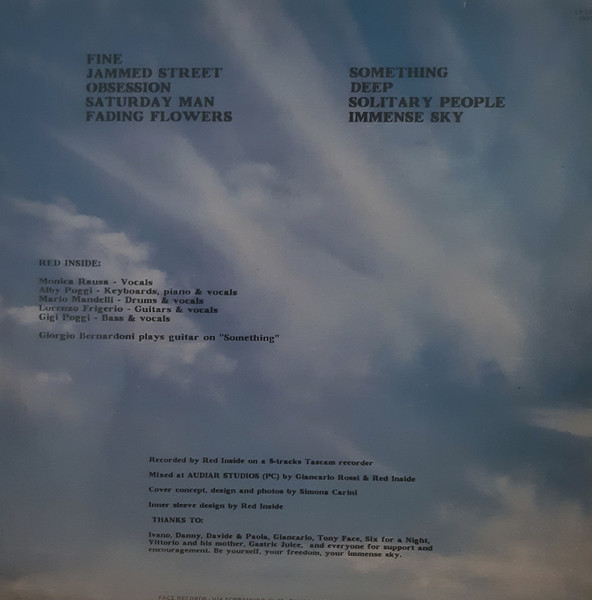 FINE
JAMMED STREET
OBSESSION
SATURDAY MAN
FADING FLOWERS
SOMETHING
DEEP
SOLITARY PEOPLE
IMMENSE SKY
RED INSIDE:
Monica Rausa - Vocals
Alby Poggi - Keyboards, piano & vocals
Mario Mandelli - Drums & vocals
Lorenzo Frigerio - Guitars & vocals
Gigi Poggi - Bass & vocals
Giorgio Bernardoni plays guitar on "Something"
Recorded by Red Inside on a 8-tracks Tascam recorder
Mixed at AUDIAR STUDIOS (PC) by Giancarlo Rossi & Red Inside
Cover concept, design and photos by Simona Carini
Inner sleeve design by Red Inside
THANKS TO:
Ivano, Danny, Davide & Paola, Giancarlo, Tony Face, Six for a Night,
Vittorio and his mother, Gastric Juice, and everyone for support and
encouragement. Be yourself, your freedom, your immense sky.
FACE RECORDS